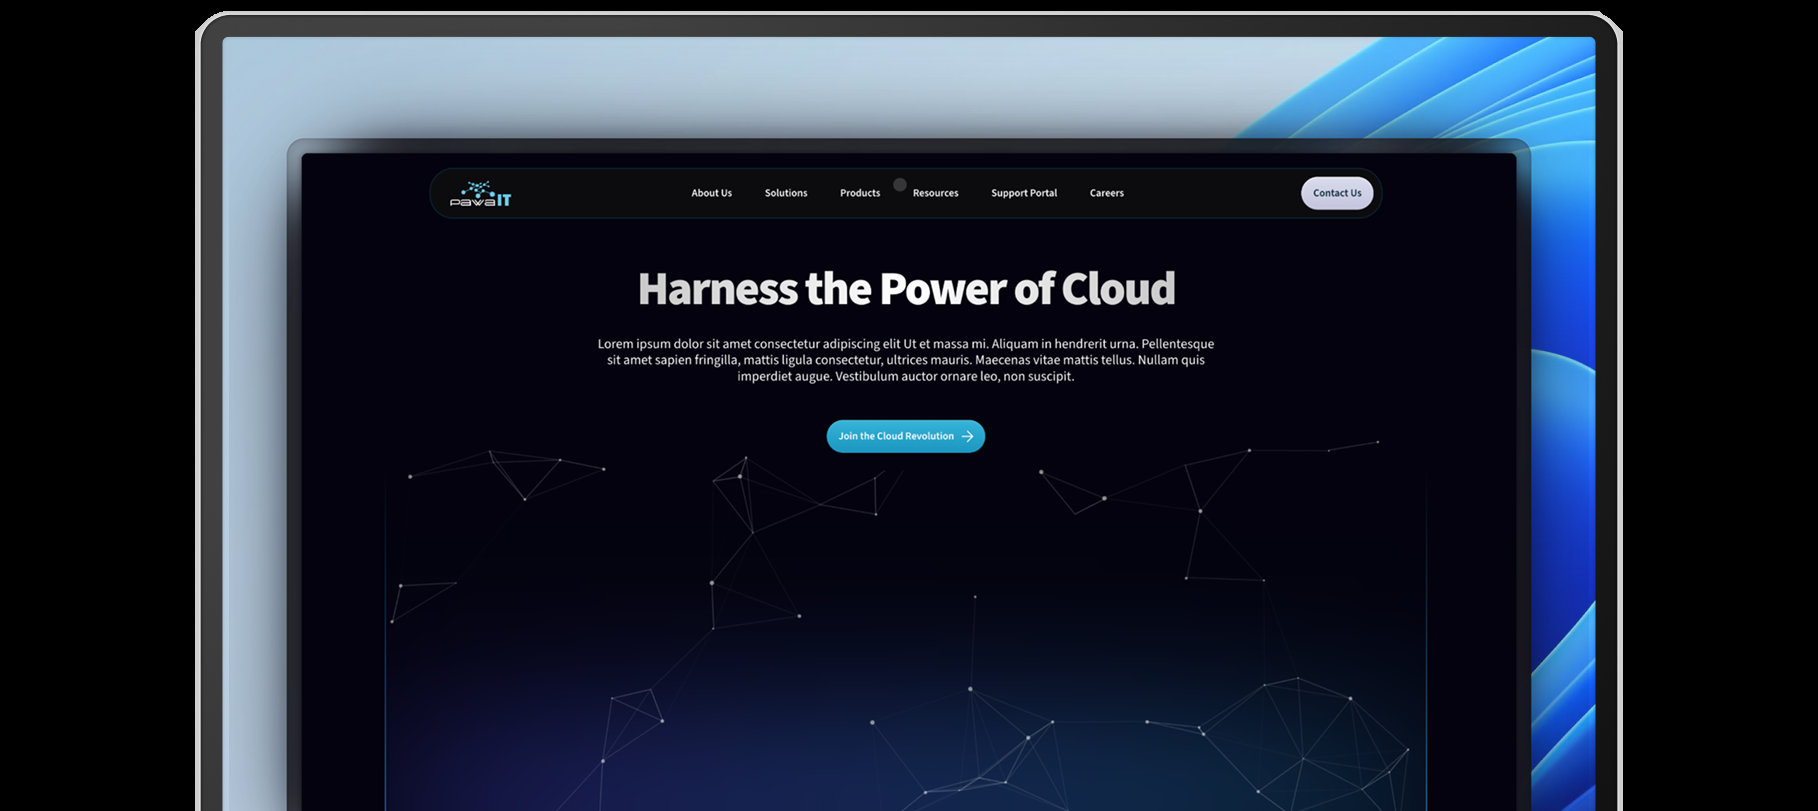 pawaIT
About Us
Solutions
Products
Resources
Support Portal
Careers
Contact Us
Harness the Power of Cloud
Lorem ipsum dolor sit amet consectetur adipiscing elit Ut et massa mi. Aliquam in hendrerit urna. Pellentesque
sit amet sapien fringilla, mattis ligula consectetur, ultrices mauris. Maecenas vitae mattis tellus. Nullam quis
imperdiet augue. Vestibulum auctor ornare leo, non suscipit.
Join the Cloud Revolution